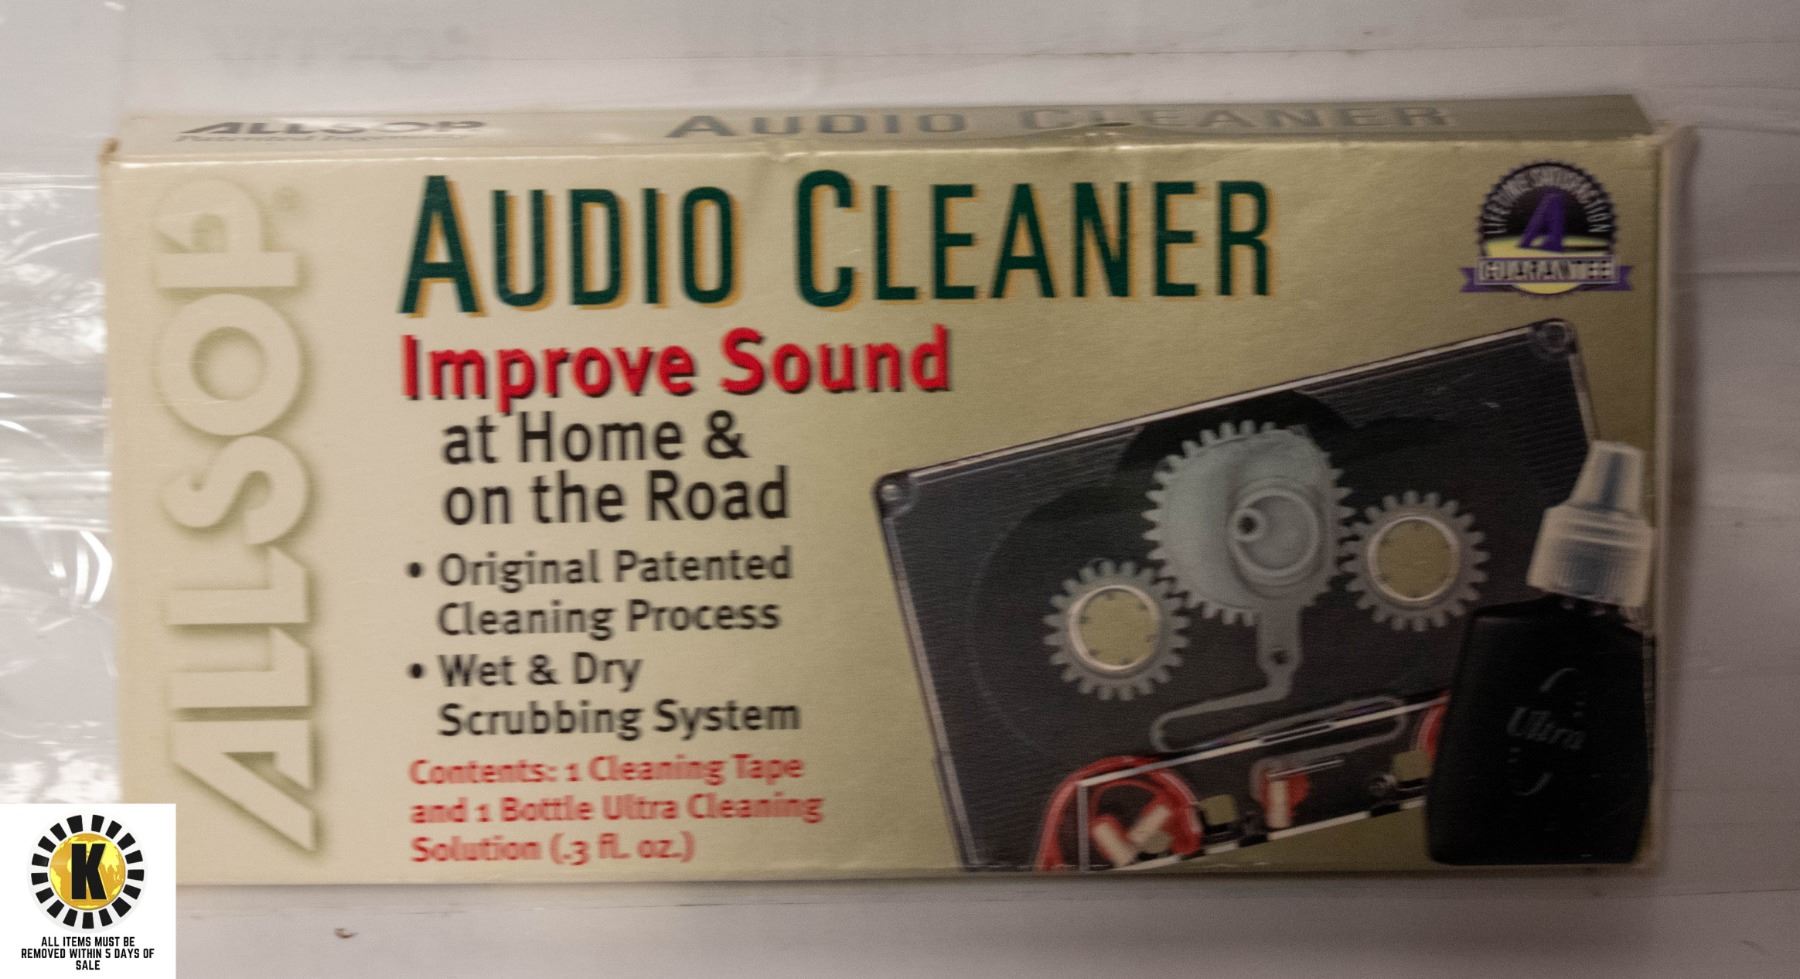 ALLSOP
AUDIO CLEANER
ALLSOP®
AUDIO CLEANER
LIFETIME SATISFACTION
A
GUARANTEE
Improve Sound
at Home &
on the Road
• Original Patented
Cleaning Process
• Wet & Dry
Scrubbing System
Contents: 1 Cleaning Tape
and 1 Bottle Ultra Cleaning
Solution (.3 fl. oz.)
Ultra
K
ALL ITEMS MUST BE
REMOVED WITHIN 5 DAYS OF
SALE